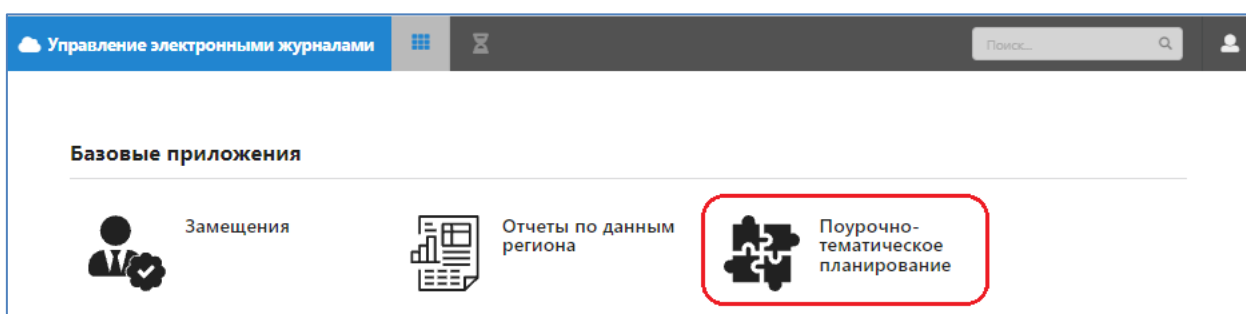 Управление электронными журналами
Поиск...
Базовые приложения
Замещения
Отчеты по данным
региона
Поурочно-
тематическое
планирование